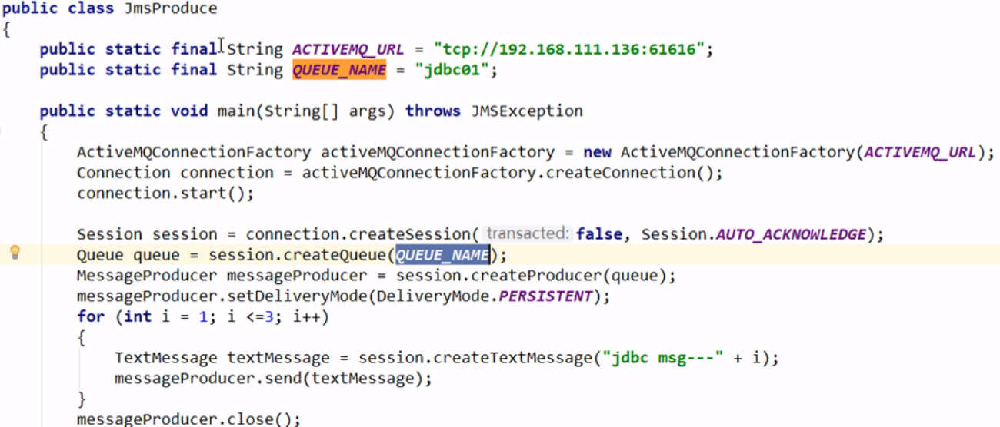 public class JmsProduce
{
public static final String ACTIVEMQ_URL = "tcp://192.168.111.136:61616";
public static final String QUEUE_NAME = "jdbc01";
public static void main(String[] args) throws JMSException
{
ActiveMQConnectionFactory activeMQConnectionFactory = new ActiveMQConnectionFactory(ACTIVEMQ_URL);
Connection connection = activeMQConnectionFactory.createConnection();
connection.start();
Session session = connection.createSession( transacted: false, Session.AUTO_ACKNOWLEDGE);
Queue queue = session.createQueue(QUEUE_NAME);
MessageProducer messageProducer = session.createProducer(queue);
messageProducer.setDeliveryMode(DeliveryMode.PERSISTENT);
for (int i = 1; i <=3; i++)
{
TextMessage textMessage = session.createTextMessage("jdbc msg---" + i);
messageProducer.send(textMessage);
}
messageProducer.close();